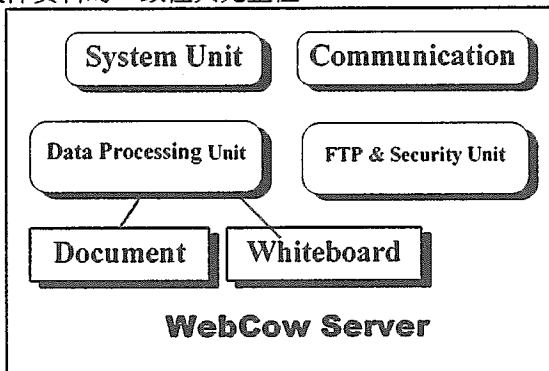 System Unit
Communication
Data Processing Unit
FTP & Security Unit
Document
Whiteboard
WebCow Server